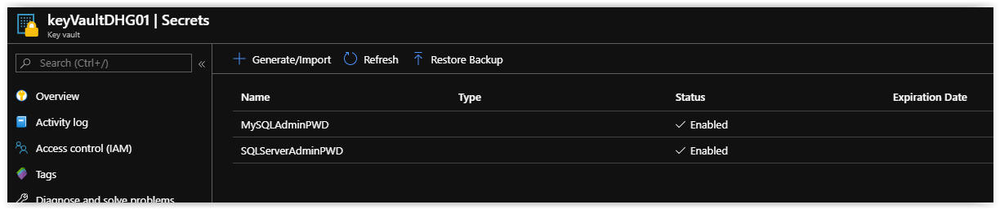 keyVaultDHG01 | Secrets
Key vault
Search (Ctrl+/)
«
Generate/Import Refresh Restore Backup
Overview
Activity log
Access control (IAM)
Tags
Diagnose and solve problems
Name Type Status Expiration Date
MySQLAdminPWD Enabled
SQLServerAdminPWD Enabled